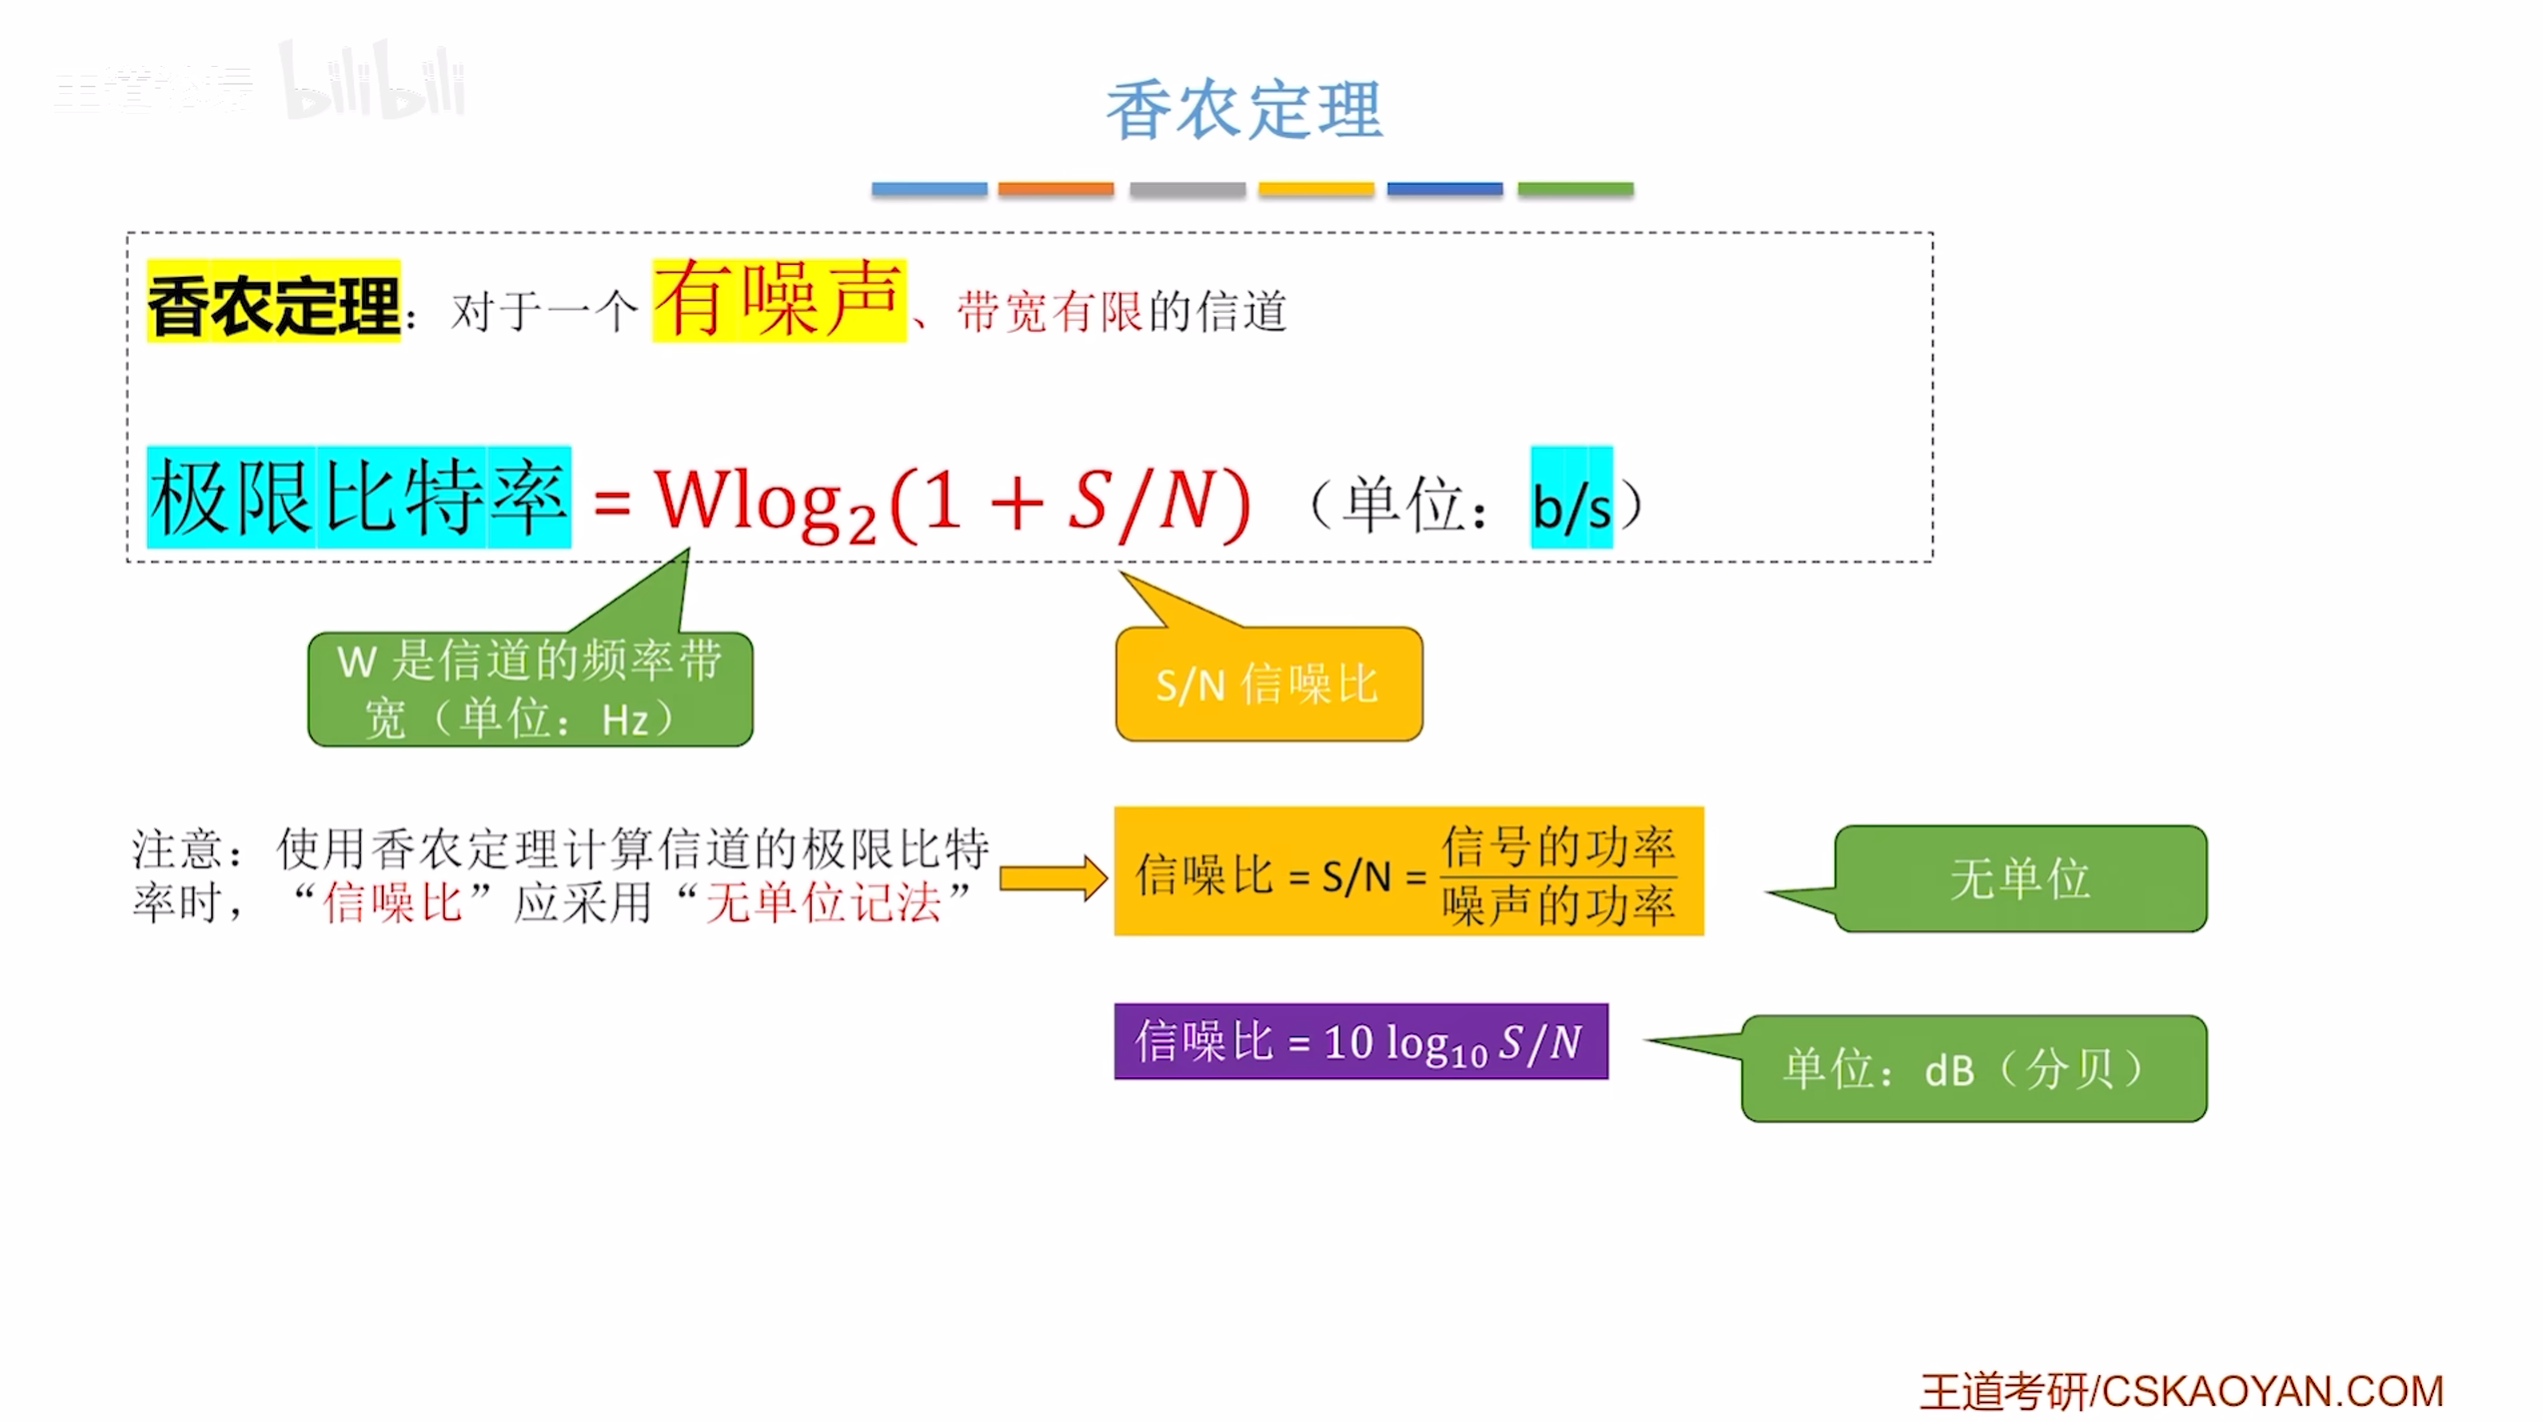 王道论坛 bilibili
香农定理
香农定理：对于一个 有噪声、带宽有限的信道
极限比特率 = Wlog₂(1 + S/N) （单位：b/s）
W 是信道的频率带
宽（单位：Hz）
S/N 信噪比
注意：使用香农定理计算信道的极限比特
率时，“信噪比”应采用“无单位记法”
信噪比 = S/N = 信号的功率
噪声的功率
无单位
信噪比 = 10 log₁₀ S/N
单位：dB（分贝）
王道考研/CSKAOYAN.COM